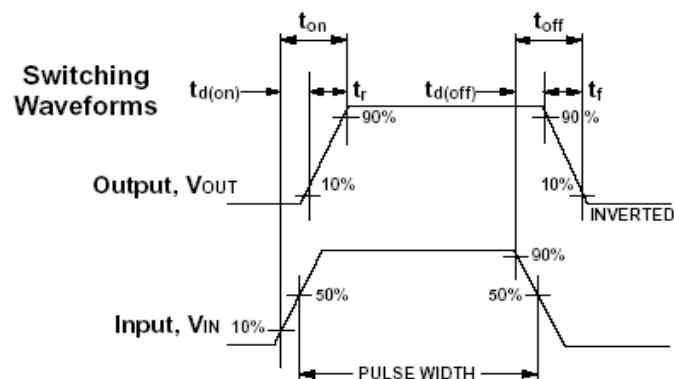 ton
toff
Switching
Waveforms
td(on)
tr
td(off)
tf
90%
90%
Output, VOUT
10%
10%
INVERTED
90%
50%
50%
Input, VIN
10%
PULSE WIDTH